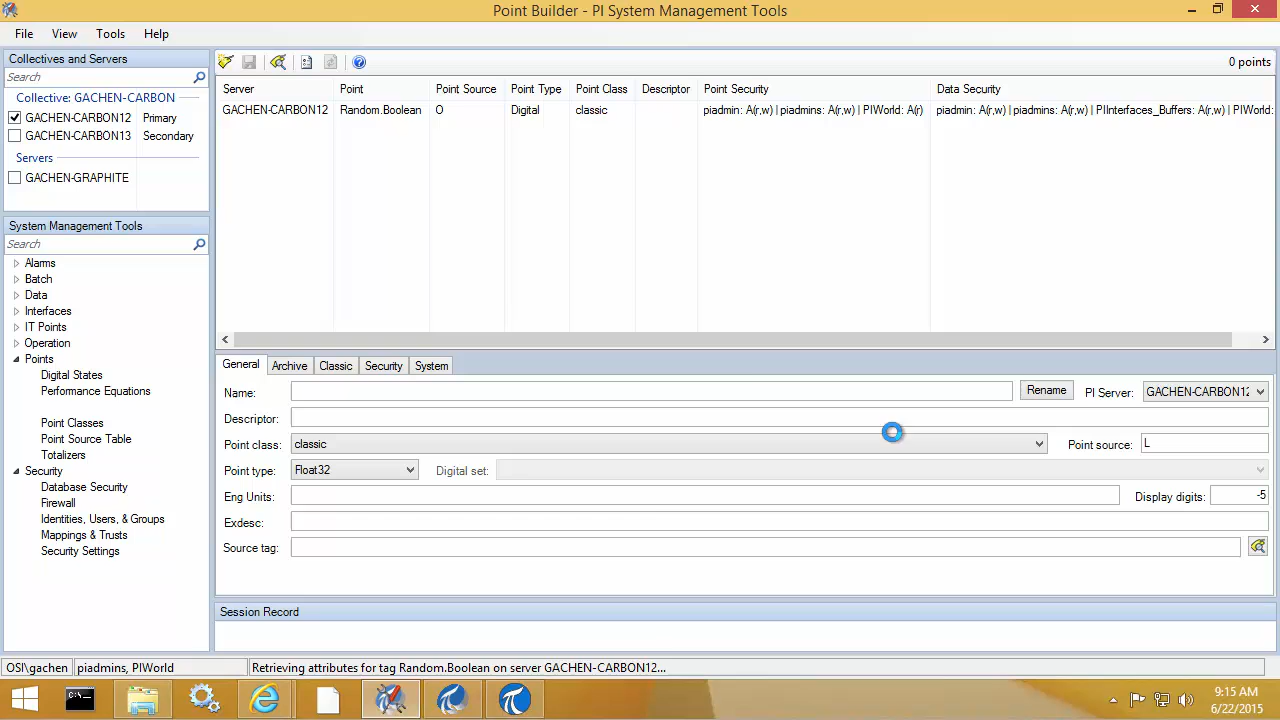 Point Builder - PI System Management Tools
File View Tools Help
Collectives and Servers
Search
Collective: GACHEN-CARBON
GACHEN-CARBON12 Primary
GACHEN-CARBON13 Secondary
Servers
GACHEN-GRAPHITE
System Management Tools
Search
Alarms
Batch
Data
Interfaces
IT Points
Operation
Points
Digital States
Performance Equations
Point Classes
Point Source Table
Totalizers
Security
Database Security
Firewall
Identities, Users, & Groups
Mappings & Trusts
Security Settings
0 points
Server Point Point Source Point Type Point Class Descriptor Point Security Data Security
GACHEN-CARBON12 Random.Boolean O Digital classic piadmin: A(r,w) | piadmins: A(r,w) | PIWorld: A(r) piadmin: A(r,w) | piadmins: A(r,w) | PIInterfaces_Buffers: A(r,w) | PIWorld:
General Archive Classic Security System
Name: Rename PI Server: GACHEN-CARBON12
Descriptor:
Point class: classic Point source: L
Point type: Float32 Digital set:
Eng Units: Display digits: -5
Exdesc:
Source tag:
Session Record
OSI\gachen piadmins, PIWorld Retrieving attributes for tag Random.Boolean on server GACHEN-CARBON12...
9:15 AM
6/22/2015